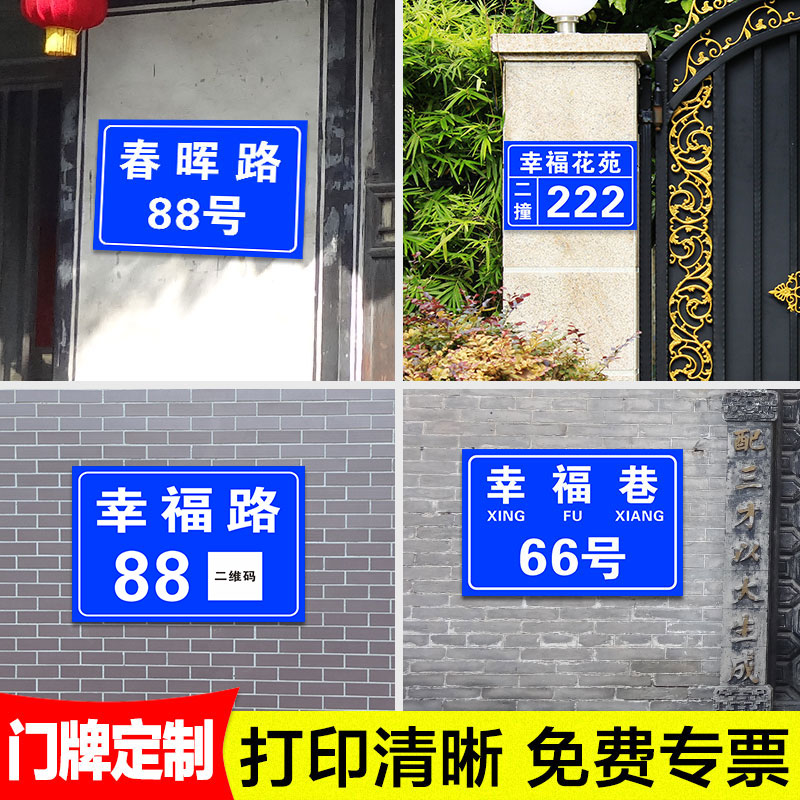 春晖路
88号
幸福花苑
二撞
222
幸福路
88
二维码
幸福巷
XING FU XIANG
66号
配三才以大生成
门牌定制
打印清晰 免费专票